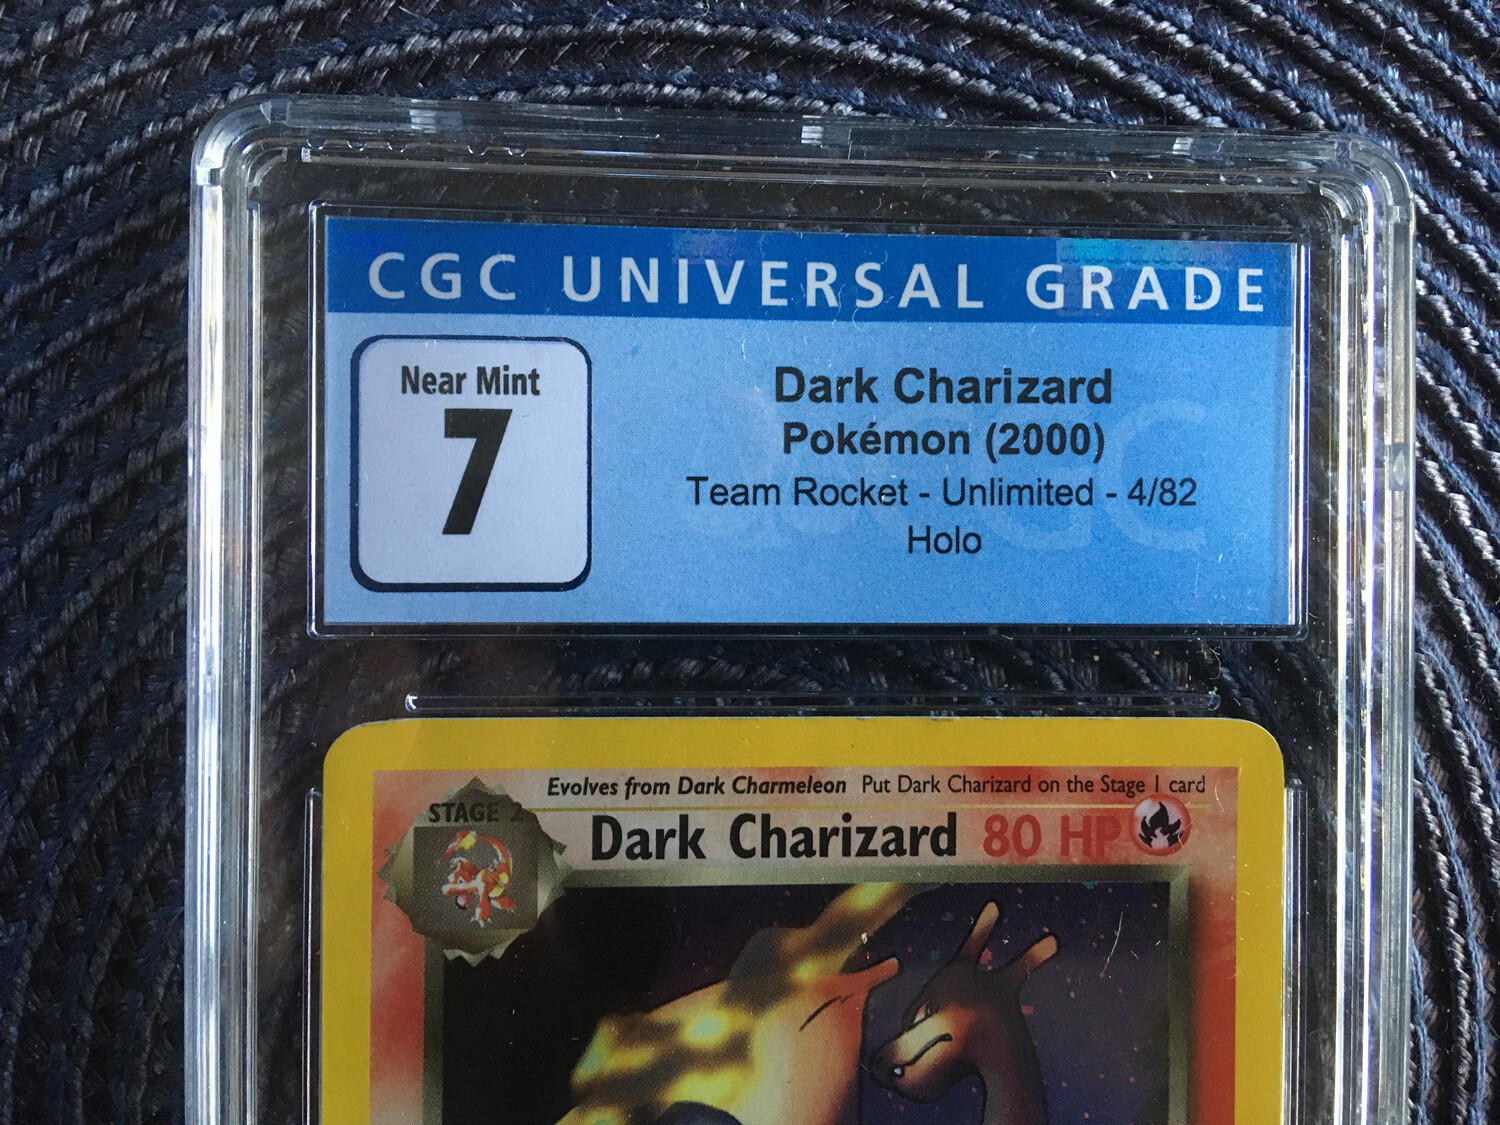 CGC UNIVERSAL GRADE
Near Mint
7
Dark Charizard
Pokémon (2000)
Team Rocket - Unlimited - 4/82
Holo
Evolves from Dark Charmeleon Put Dark Charizard on the Stage 1 card
STAGE 2
Dark Charizard 80 HP